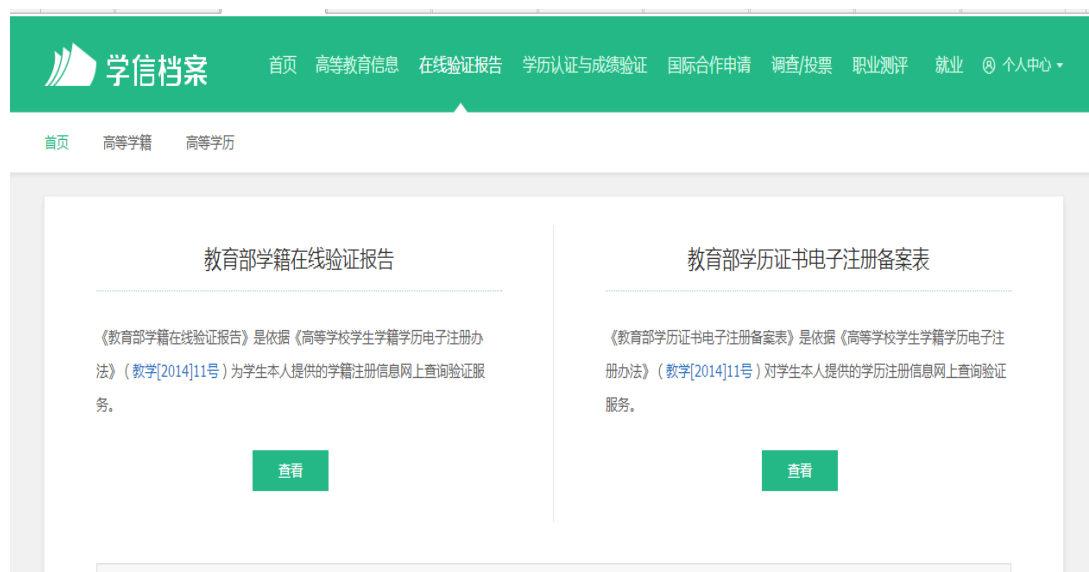 学信档案
首页 高等教育信息 在线验证报告 学历认证与成绩验证 国际合作申请 调查/投票 职业测评 就业 个人中心
首页 高等学籍 高等学历
教育部学籍在线验证报告
《教育部学籍在线验证报告》是依据《高等学校学生学籍学历电子注册办
法》（教学[2014]11号）为学生本人提供的学籍注册信息网上查询验证服
务。
查看
教育部学历证书电子注册备案表
《教育部学历证书电子注册备案表》是依据《高等学校学生学籍学历电子注
册办法》（教学[2014]11号）对学生本人提供的学历注册信息网上查询验证
服务。
查看